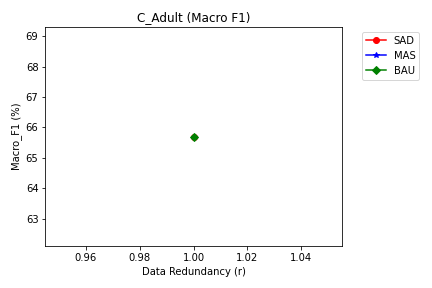 C_Adult (Macro F1)
SAD
MAS
BAU
Macro_F1 (%)
69
68
67
66
65
64
63
0.96 0.98 1.00 1.02 1.04
Data Redundancy (r)